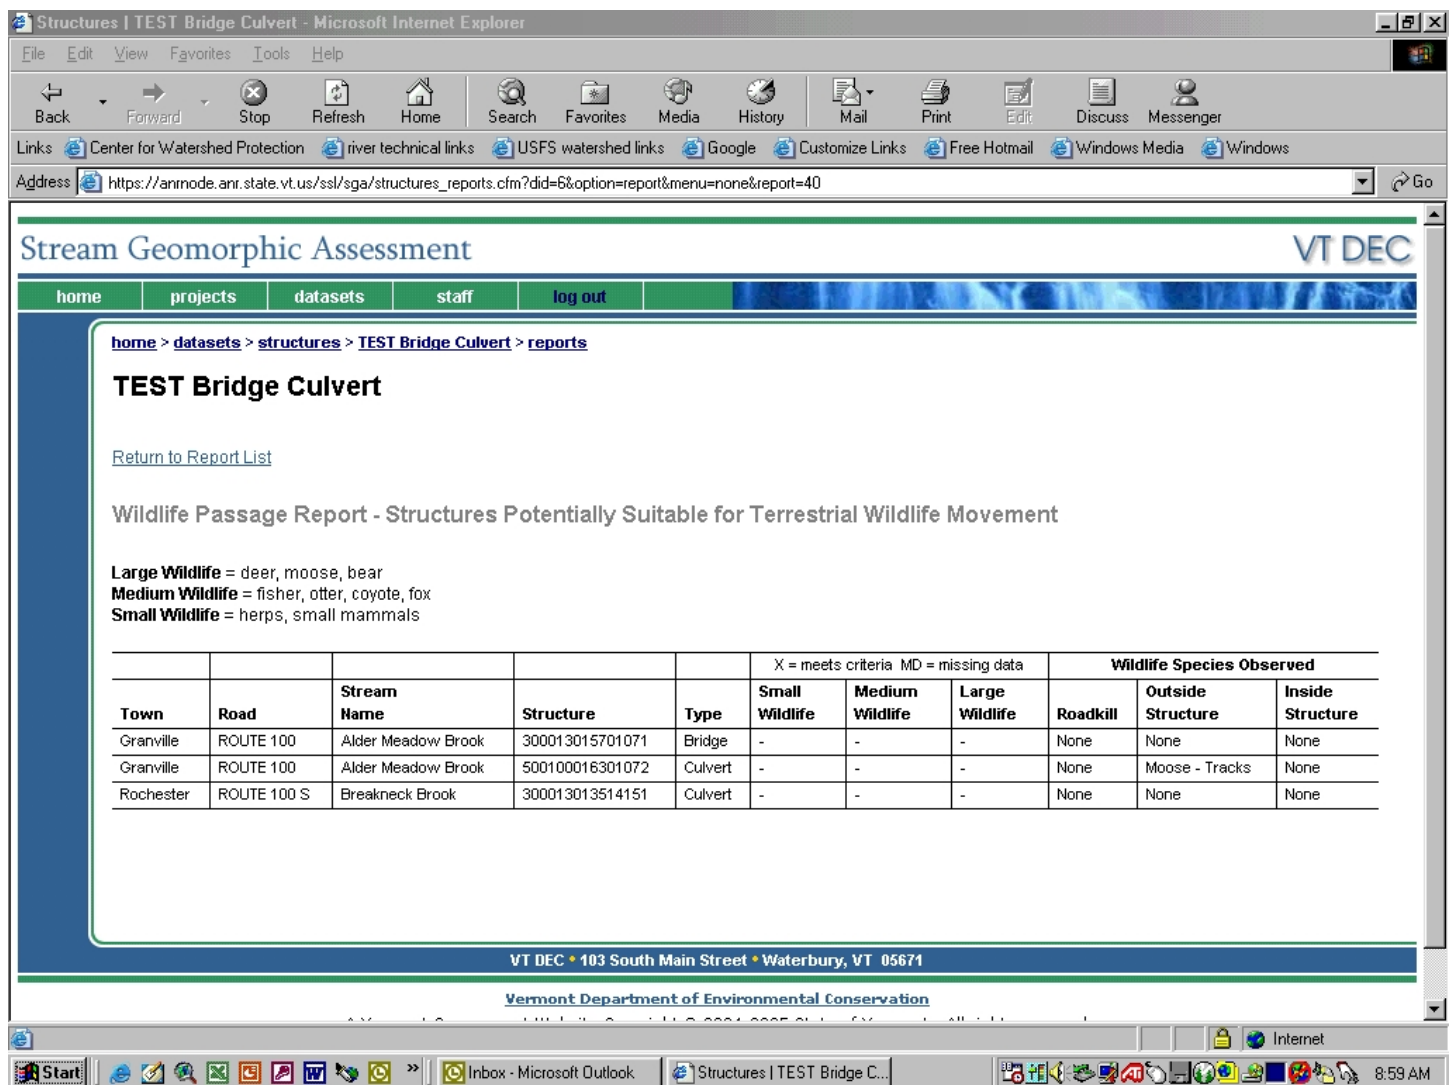 Structures | TEST Bridge Culvert - Microsoft Internet Explorer
File Edit View Favorites Tools Help
Back Forward Stop Refresh Home Search Favorites Media History Mail Print Edit Discuss Messenger
Links Center for Watershed Protection river technical links USFS watershed links Google Customize Links Free Hotmail Windows Media Windows
Address https://anrnode.anr.state.vt.us/ssl/sga/structures_reports.cfm?did=6&option=report&menu=none&report=40 Go
Stream Geomorphic Assessment VT DEC
home projects datasets staff log out
home > datasets > structures > TEST Bridge Culvert > reports
TEST Bridge Culvert
Return to Report List
Wildlife Passage Report - Structures Potentially Suitable for Terrestrial Wildlife Movement
Large Wildlife = deer, moose, bear
Medium Wildlife = fisher, otter, coyote, fox
Small Wildlife = herps, small mammals
X = meets criteria MD = missing data Wildlife Species Observed
Stream Small Medium Large Outside Inside
Town Road Name Structure Type Wildlife Wildlife Wildlife Roadkill Structure Structure
Granville ROUTE 100 Alder Meadow Brook 300013015701071 Bridge - - - None None None
Granville ROUTE 100 Alder Meadow Brook 500100016301072 Culvert - - - None Moose - Tracks None
Rochester ROUTE 100 S Breakneck Brook 300013013514151 Culvert - - - None None None
VT DEC • 103 South Main Street • Waterbury, VT 05671
Vermont Department of Environmental Conservation
Internet
Start » Inbox - Microsoft Outlook Structures | TEST Bridge C... 8:59 AM